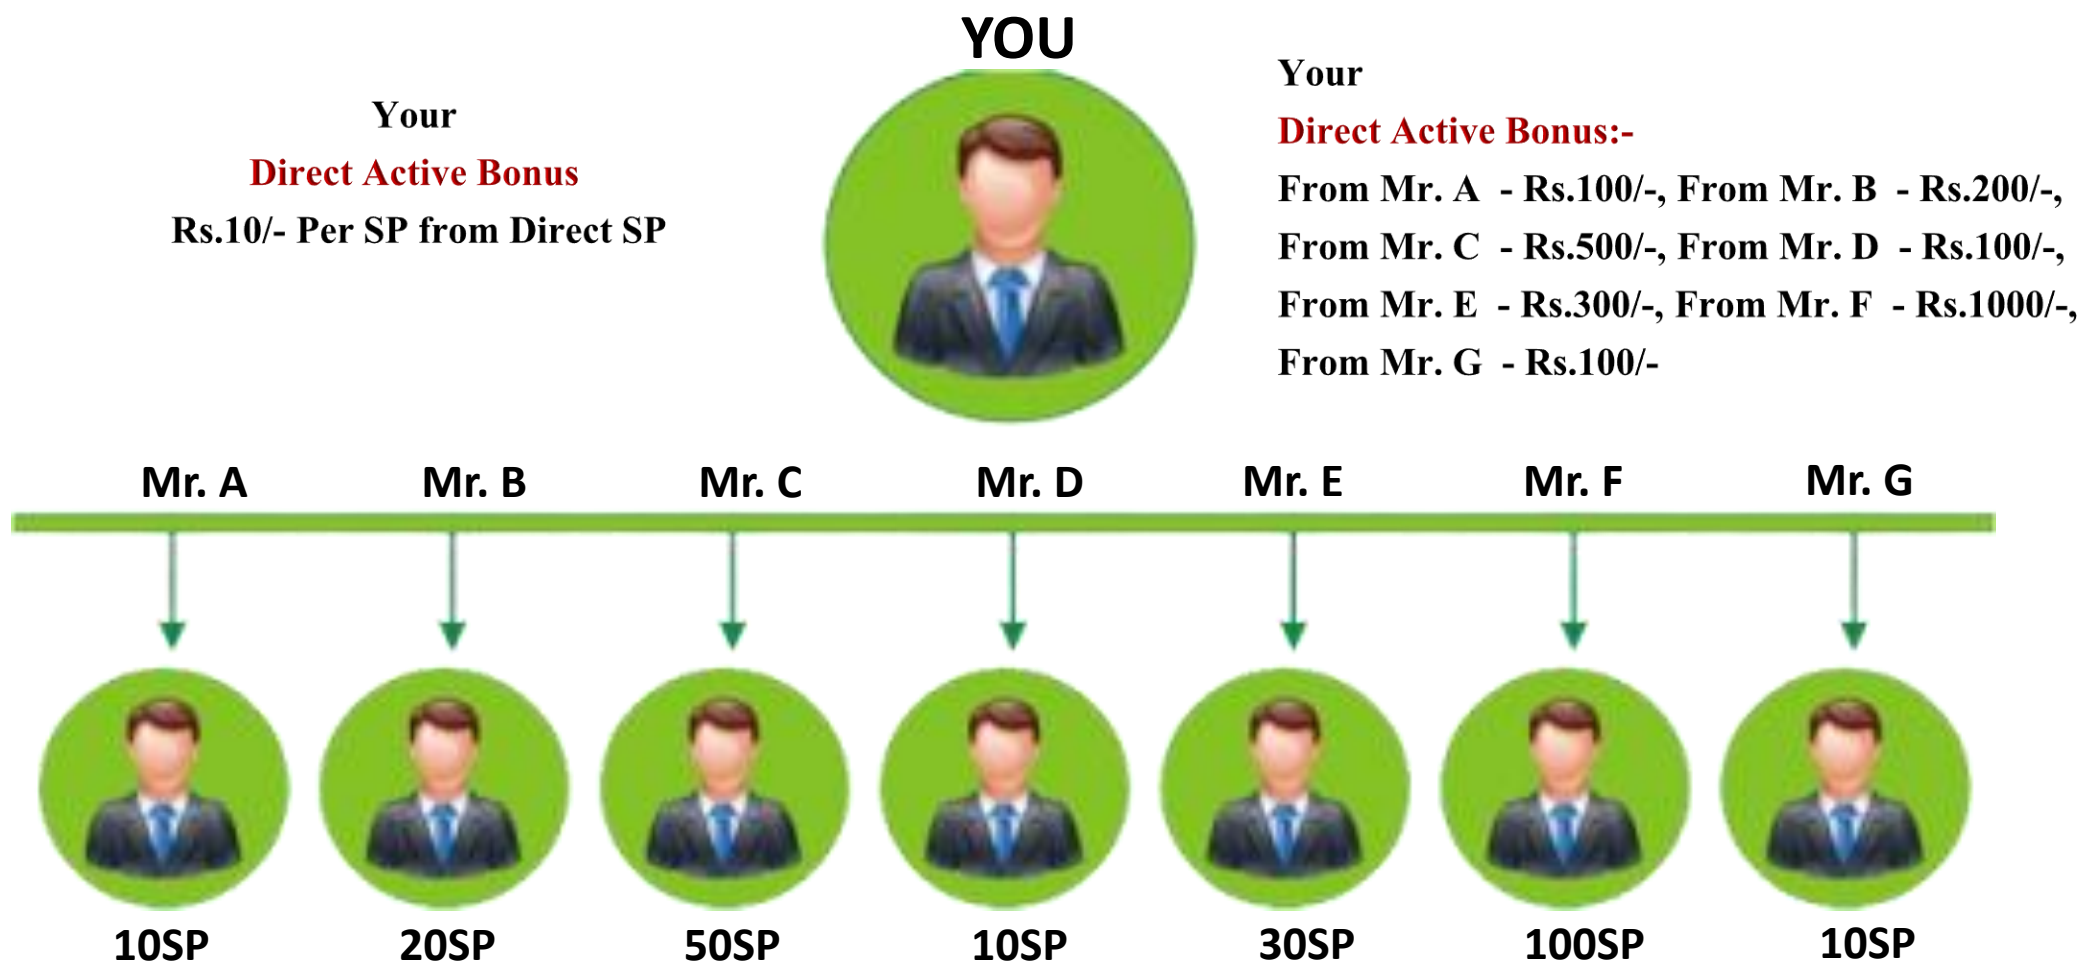 YOU
Your
Direct Active Bonus
Rs.10/- Per SP from Direct SP
Your
Direct Active Bonus:-
From Mr. A - Rs.100/-, From Mr. B - Rs.200/-,
From Mr. C - Rs.500/-, From Mr. D - Rs.100/-,
From Mr. E - Rs.300/-, From Mr. F - Rs.1000/-,
From Mr. G - Rs.100/-
Mr. A Mr. B Mr. C Mr. D Mr. E Mr. F Mr. G
10SP 20SP 50SP 10SP 30SP 100SP 10SP